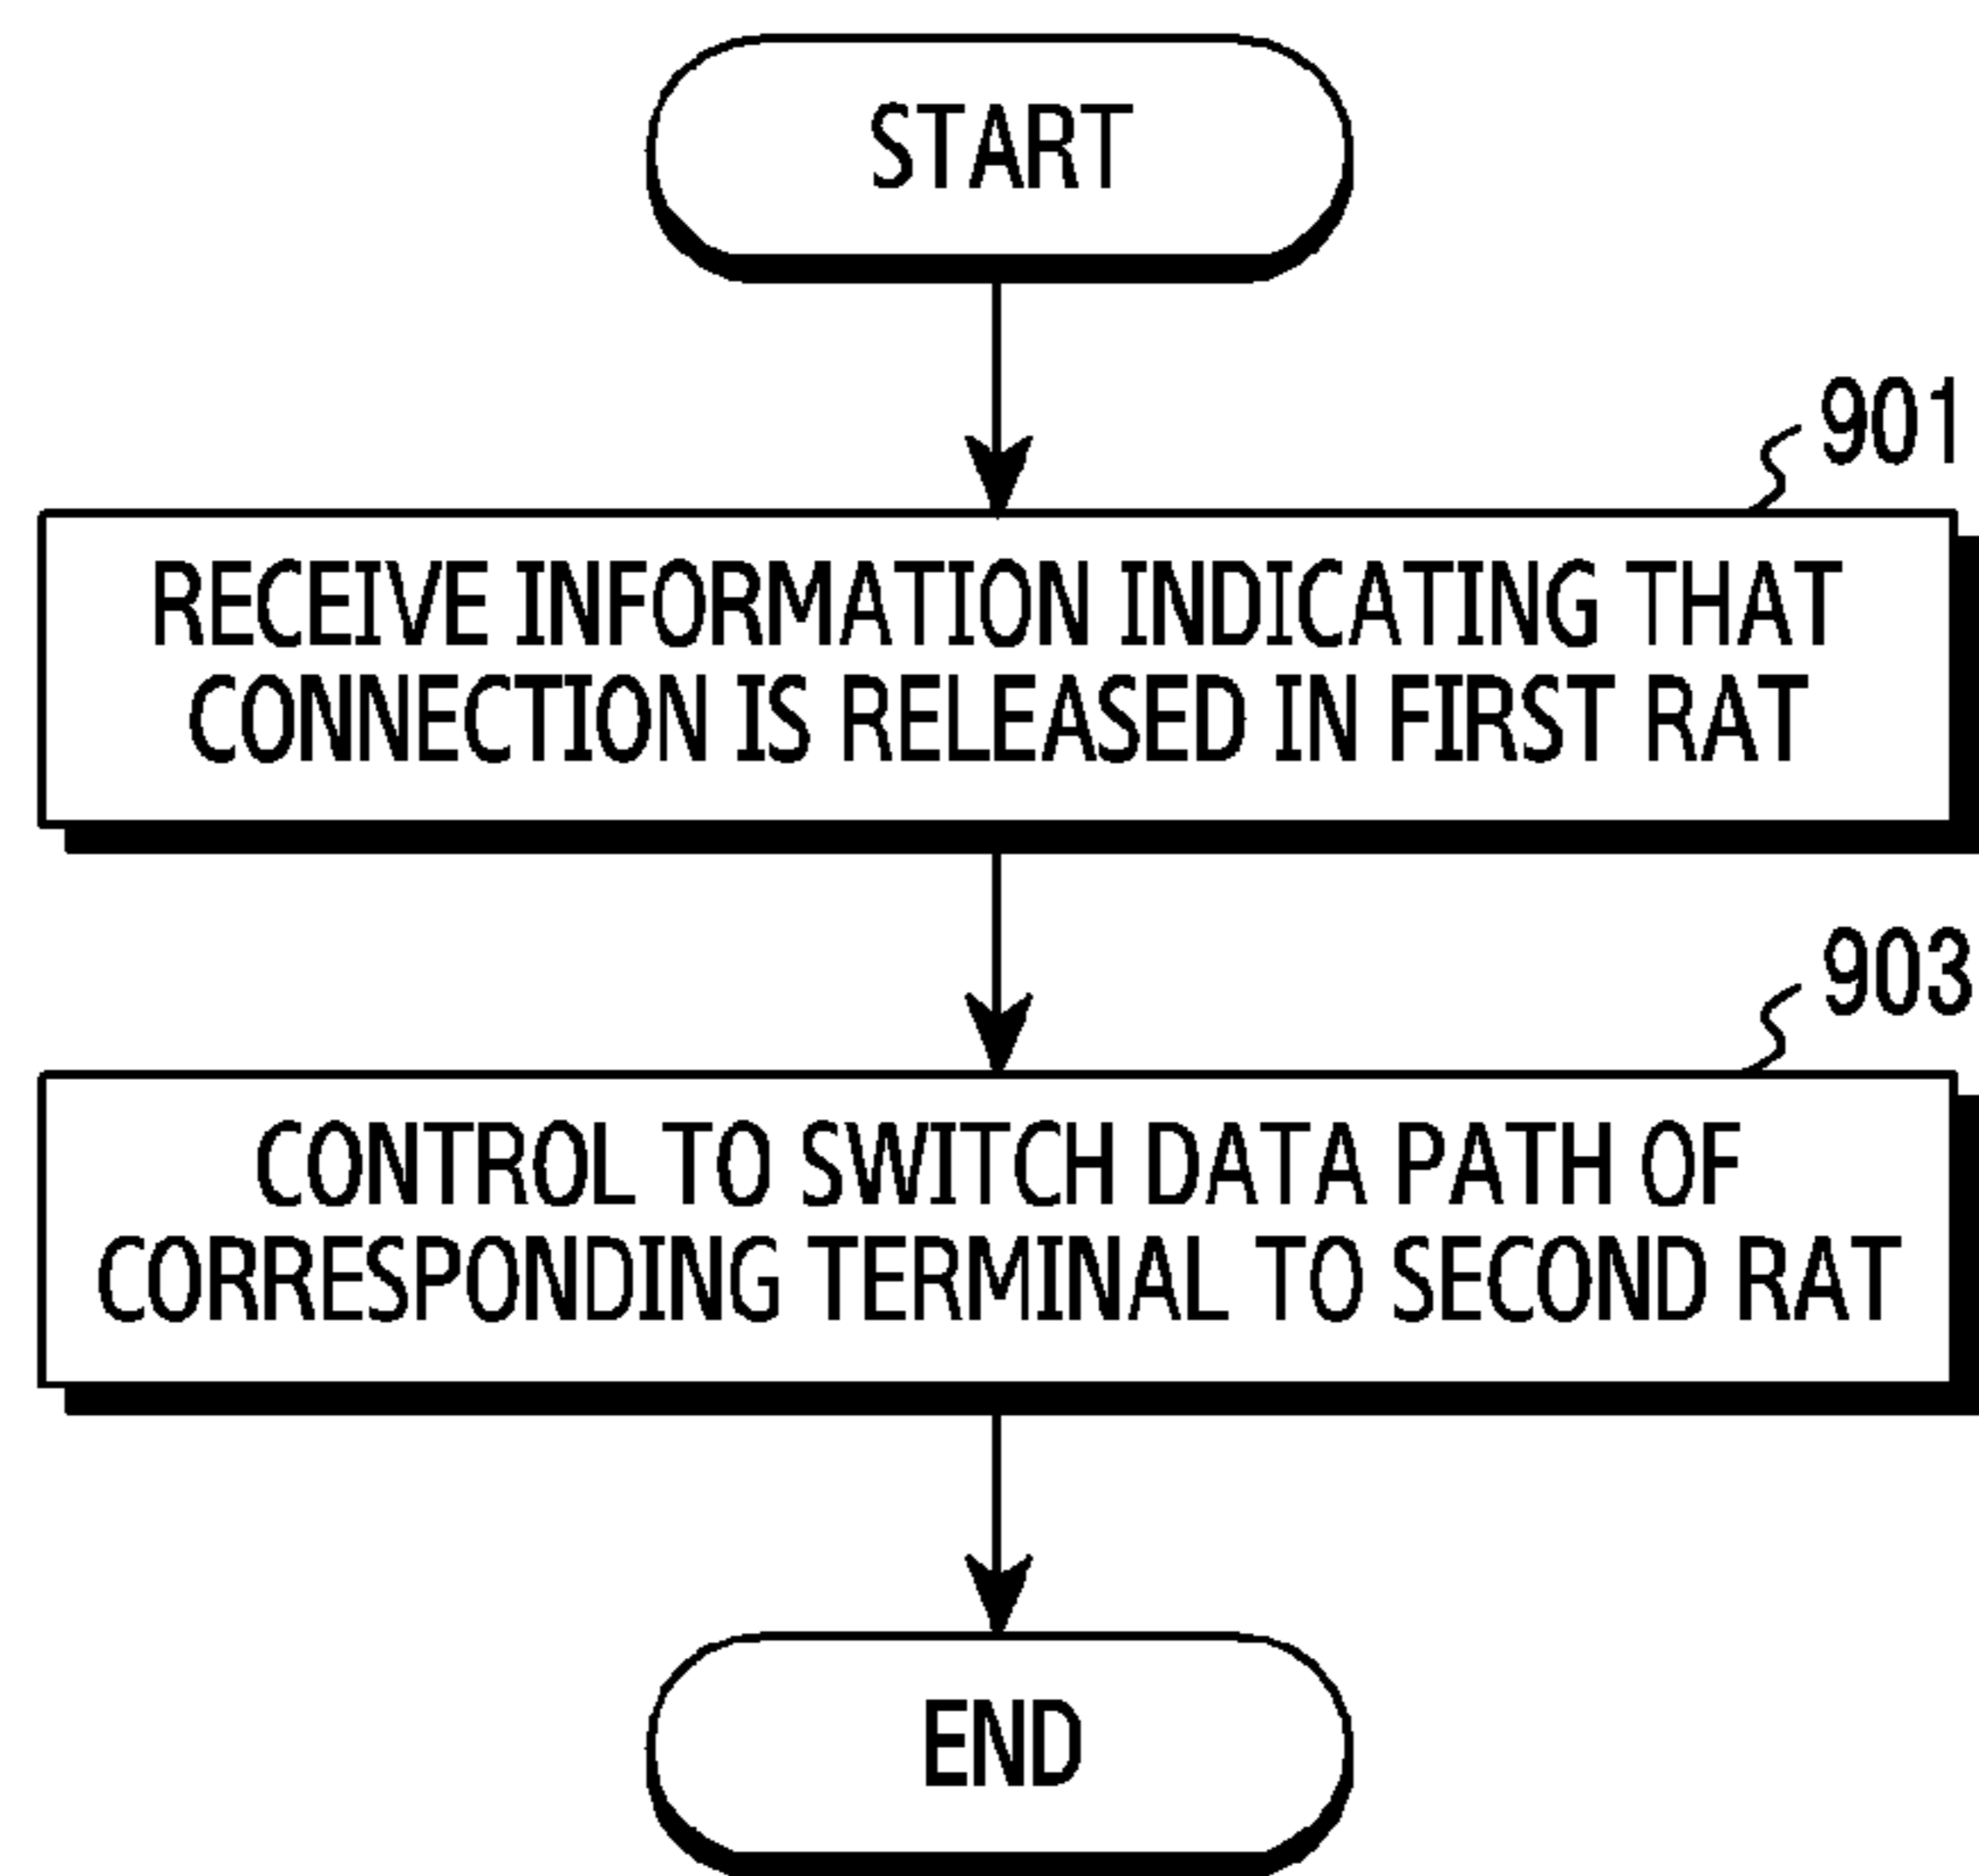 START
901
RECEIVE INFORMATION INDICATING THAT
CONNECTION IS RELEASED IN FIRST RAT
903
CONTROL TO SWITCH DATA PATH OF
CORRESPONDING TERMINAL TO SECOND RAT
END